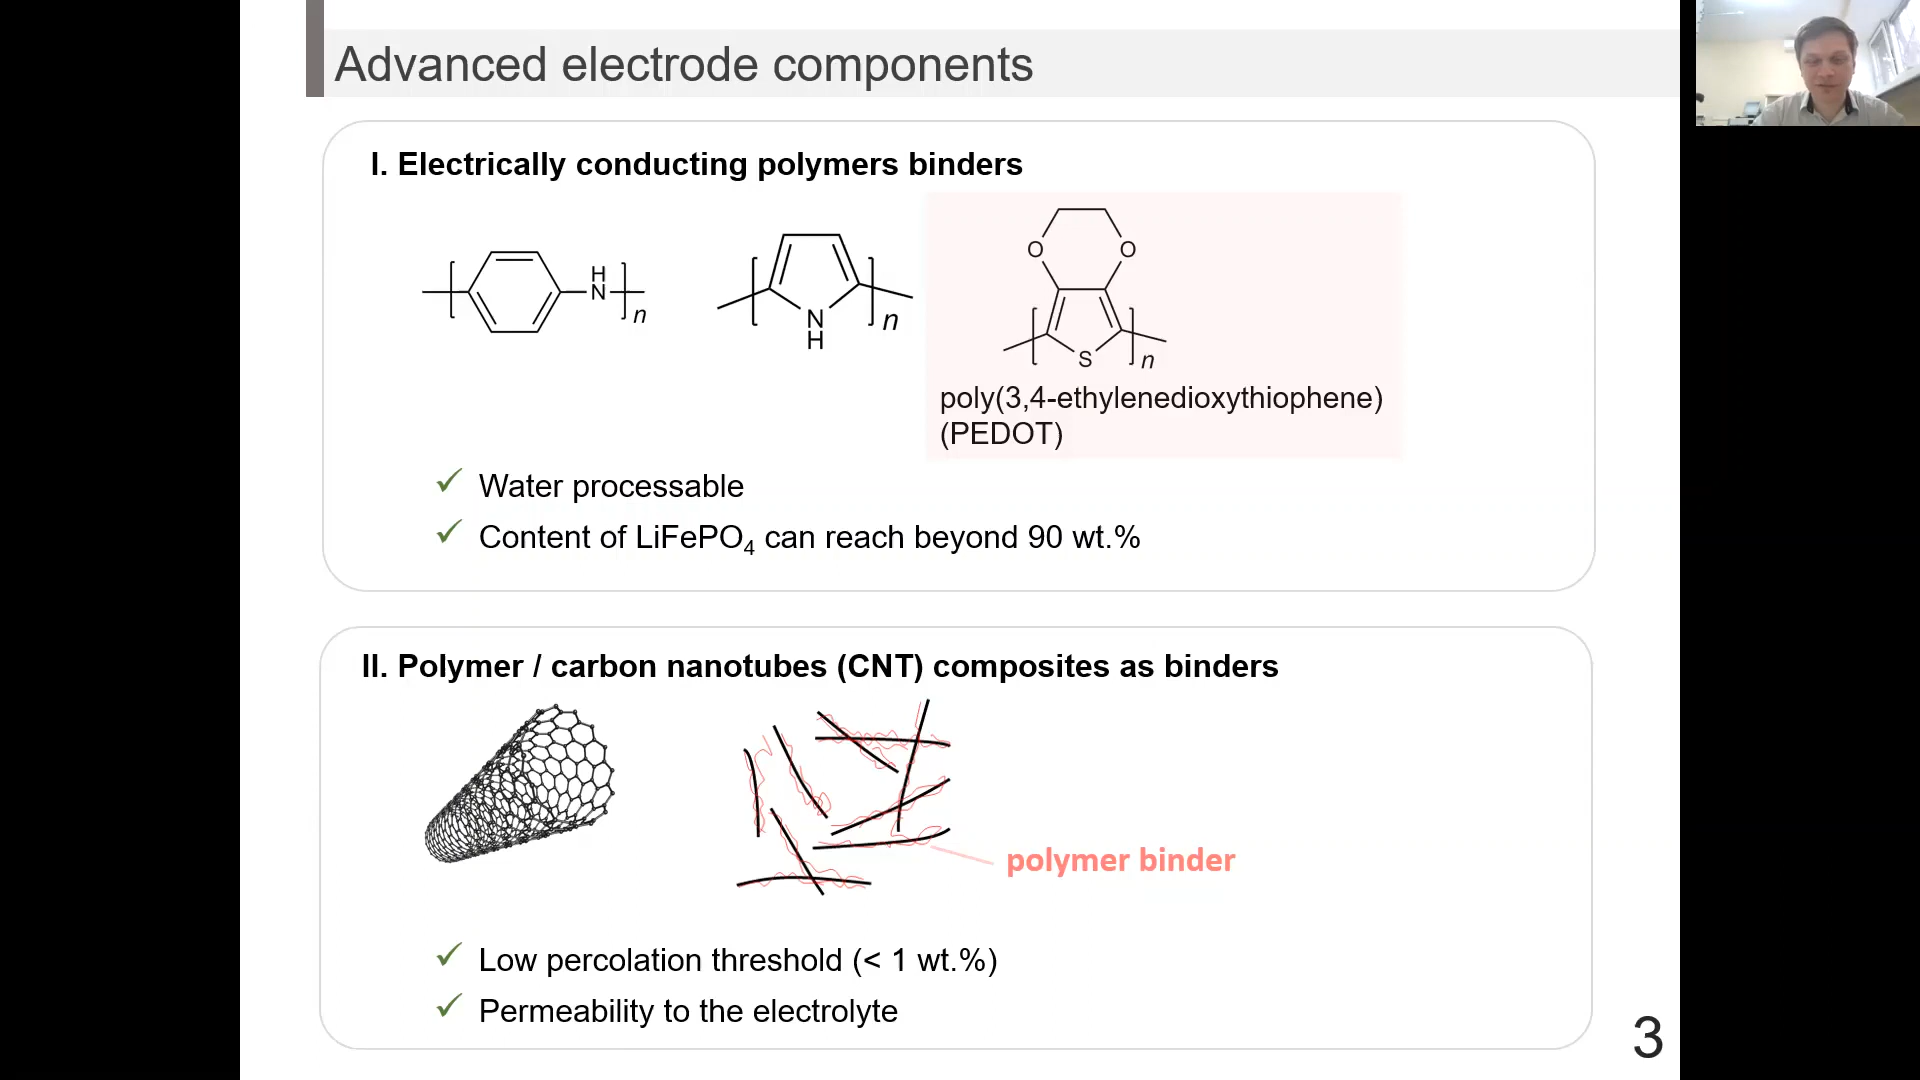 Advanced electrode components
I. Electrically conducting polymers binders
H
N
n
N
H
n
O
O
S
n
poly(3,4-ethylenedioxythiophene)
(PEDOT)
✓ Water processable
✓ Content of LiFePO₄ can reach beyond 90 wt.%
II. Polymer / carbon nanotubes (CNT) composites as binders
polymer binder
✓ Low percolation threshold (< 1 wt.%)
✓ Permeability to the electrolyte
3